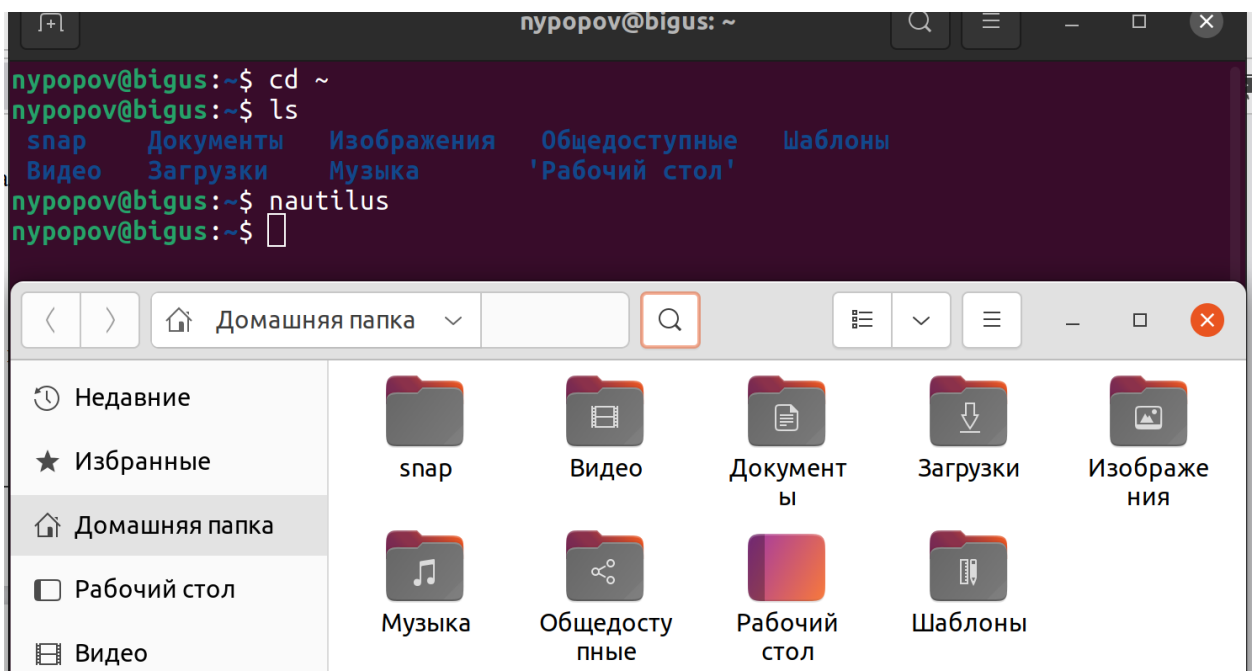 nypopov@bigus: ~
nypopov@bigus:~$ cd ~
nypopov@bigus:~$ ls
snap Документы Изображения Общедоступные Шаблоны
Видео Загрузки Музыка 'Рабочий стол'
nypopov@bigus:~$ nautilus
nypopov@bigus:~$
Домашняя папка
Недавние
Избранные
Домашняя папка
Рабочий стол
Видео
snap Видео Документ Загрузки Изображе
ы ния
Музыка Общедосту Рабочий Шаблоны
пные стол